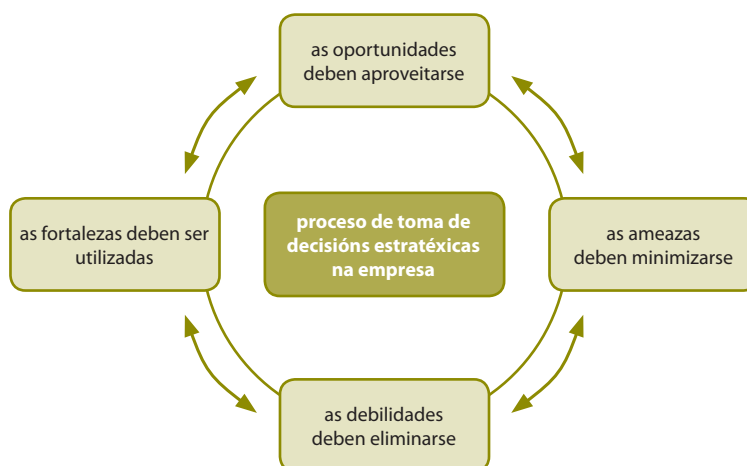 as oportunidades
deben aproveitarse
as fortalezas deben ser
utilizadas
proceso de toma de
decisións estratéxicas
na empresa
as ameazas
deben minimizarse
as debilidades
deben eliminarse